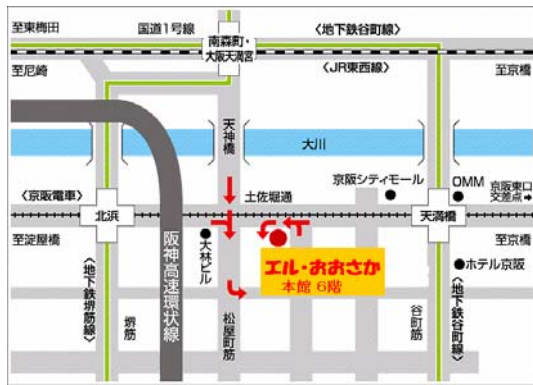 至東梅田
国道1号線
〈地下鉄谷町線〉
南森町・
大阪天満宮
至尼崎
〈JR東西線〉
至京橋
天神橋
大川
京阪シティモール
OMM
京阪東口
交差点➡
〈京阪電車〉
土佐堀通
北浜
天満橋
至淀屋橋
至京橋
大林ビル
エル・おおさか
本館 6階
ホテル京阪
阪神高速環状線
〈地下鉄堺筋線〉
堺筋
松屋町筋
谷町筋
〈地下鉄谷町線〉